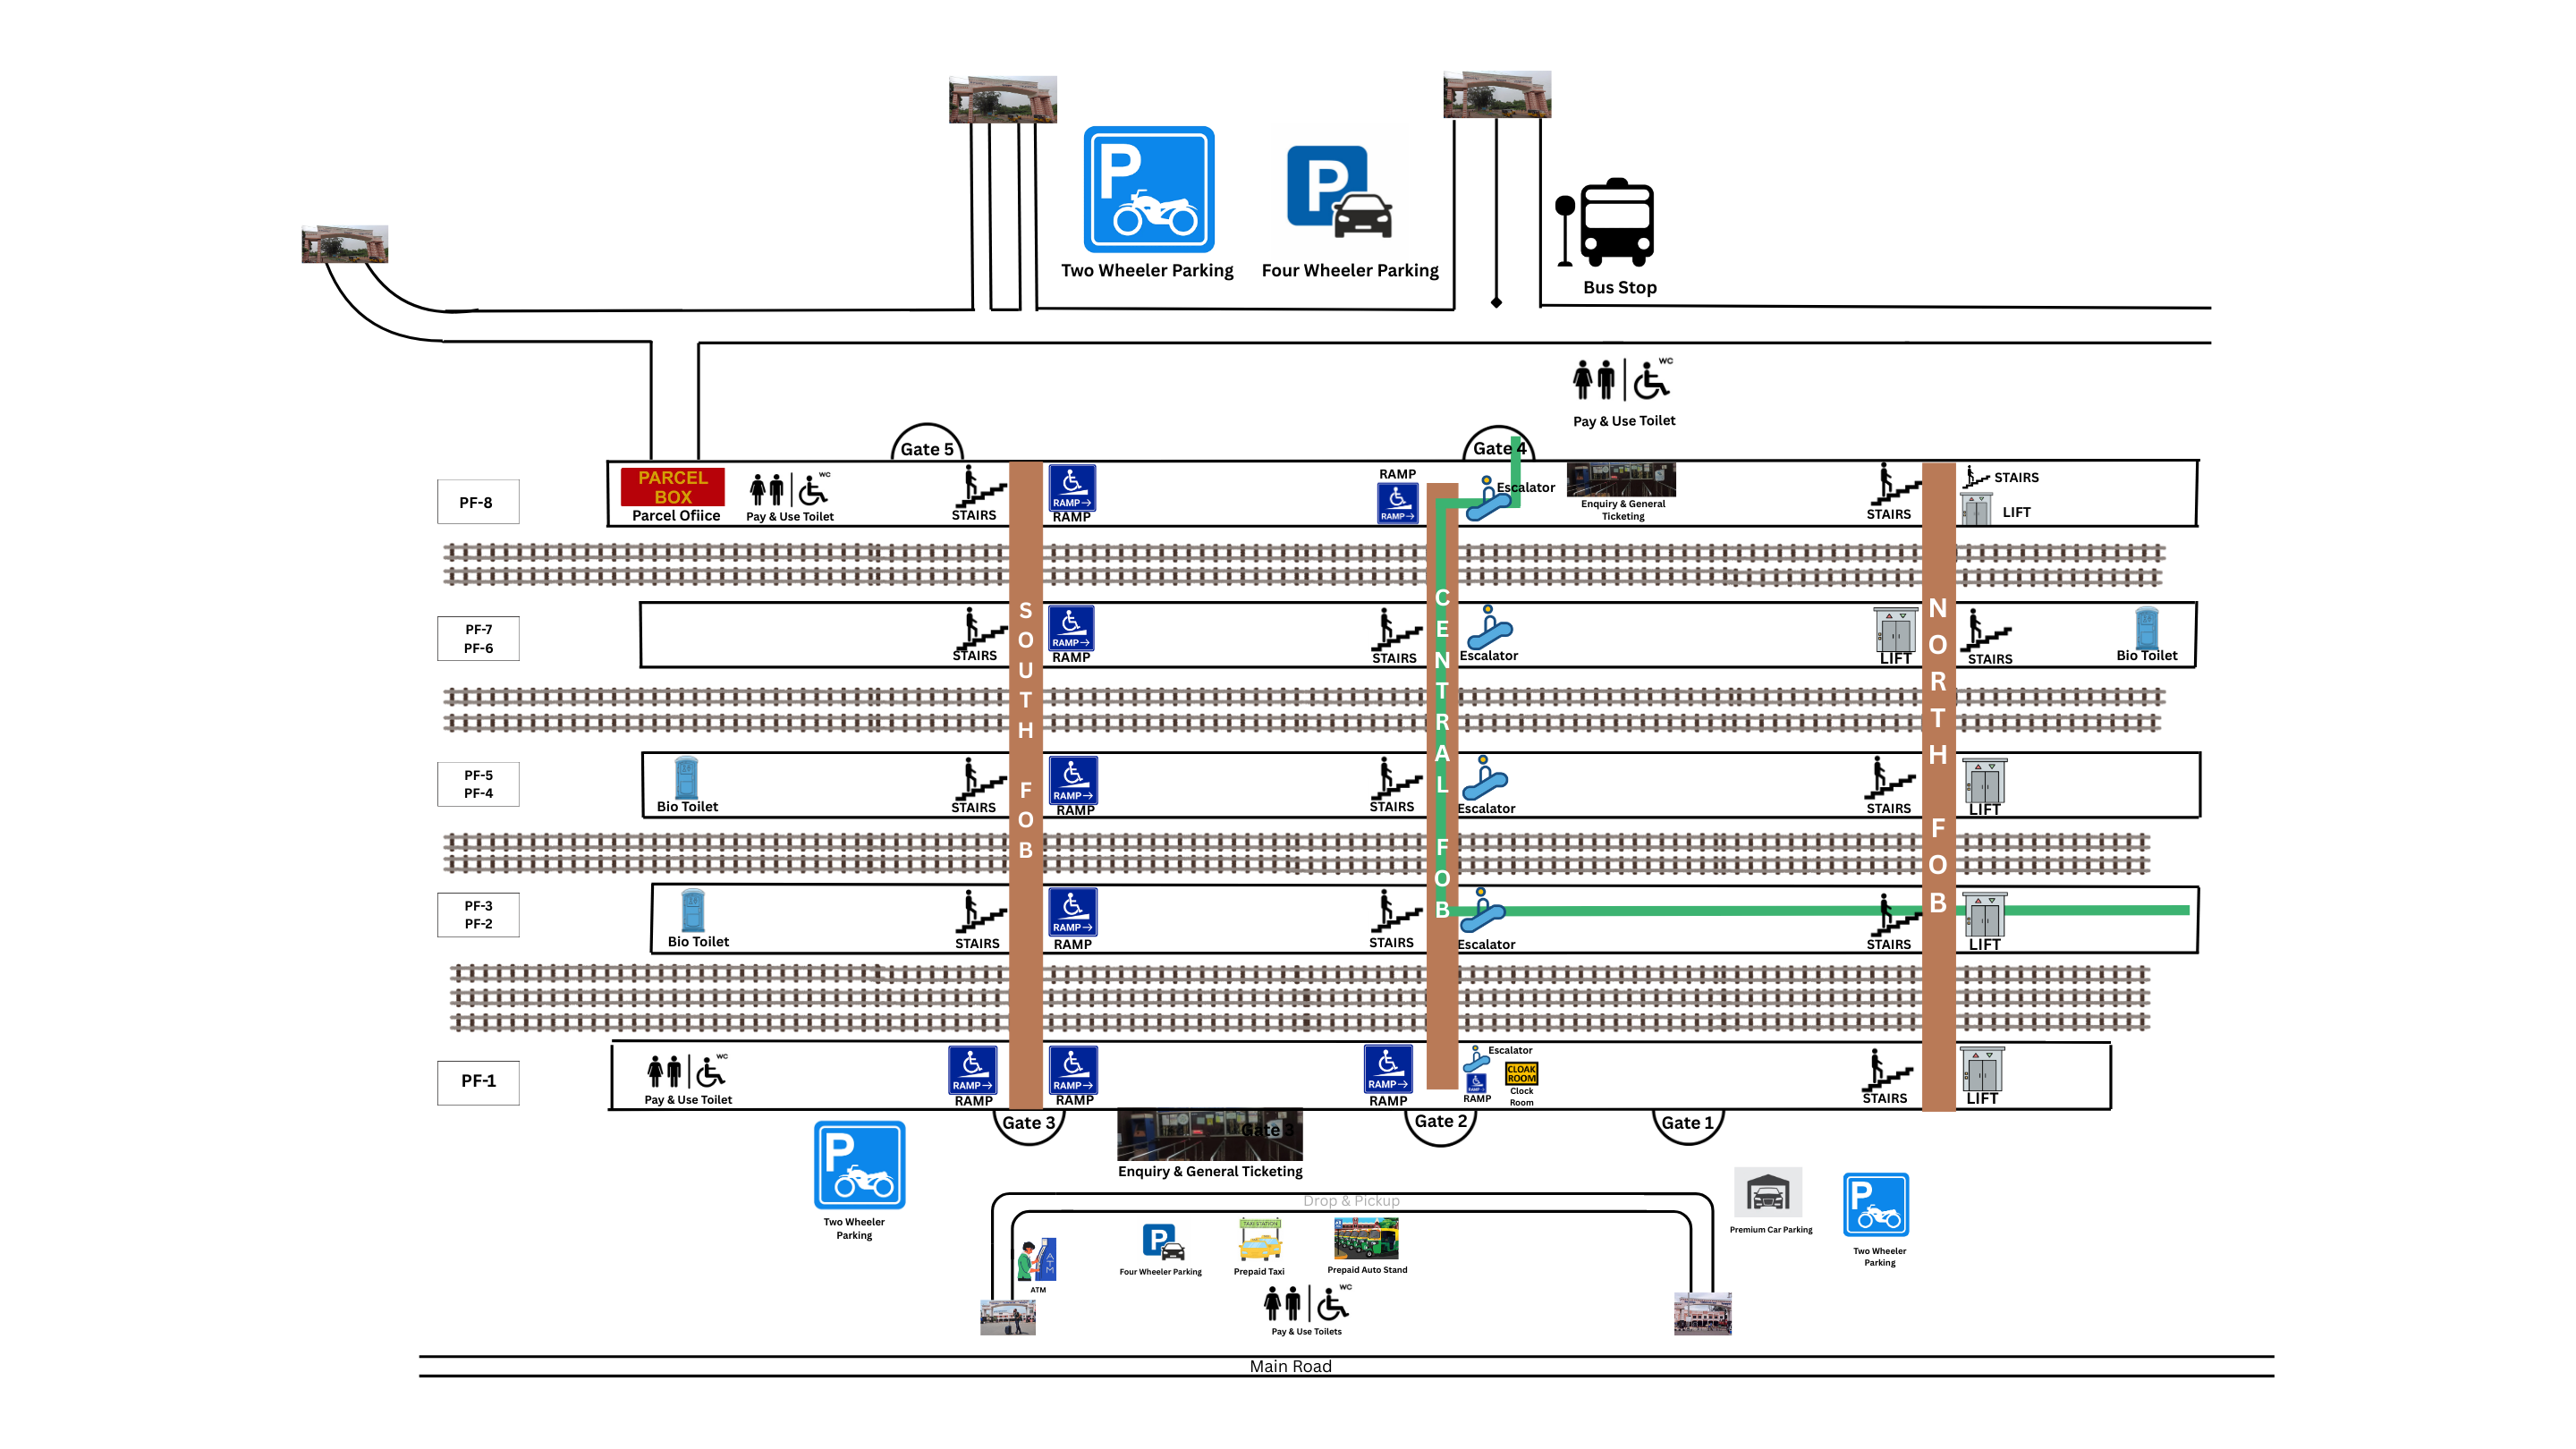 P
Two Wheeler Parking
P
Four Wheeler Parking
Bus Stop
WC
Pay & Use Toilet
Gate 5
Gate 4
PF-8
PARCEL
BOX
Parcel Ofiice
WC
Pay & Use Toilet
STAIRS
RAMP→
RAMP
RAMP
RAMP→
Escalator
Enquiry & General
Ticketing
STAIRS
STAIRS
LIFT
PF-7
PF-6
STAIRS
RAMP→
RAMP
STAIRS
Escalator
LIFT
STAIRS
Bio Toilet
SOUTH FOB
CENTRAL FOB
NORTH FOB
PF-5
PF-4
Bio Toilet
STAIRS
RAMP→
RAMP
STAIRS
Escalator
STAIRS
LIFT
PF-3
PF-2
Bio Toilet
STAIRS
RAMP→
RAMP
STAIRS
Escalator
STAIRS
LIFT
PF-1
WC
Pay & Use Toilet
RAMP→
RAMP
RAMP→
RAMP
RAMP→
RAMP
Escalator
RAMP
CLOAK
ROOM
Clock
Room
STAIRS
LIFT
Gate 3
Gate 3
Gate 2
Gate 1
Enquiry & General Ticketing
P
Two Wheeler
Parking
Drop & Pickup
ATM
ATM
P
Four Wheeler Parking
TAXI STATION
Prepaid Taxi
Prepaid Auto Stand
WC
Pay & Use Toilets
Premium Car Parking
P
Two Wheeler
Parking
Main Road